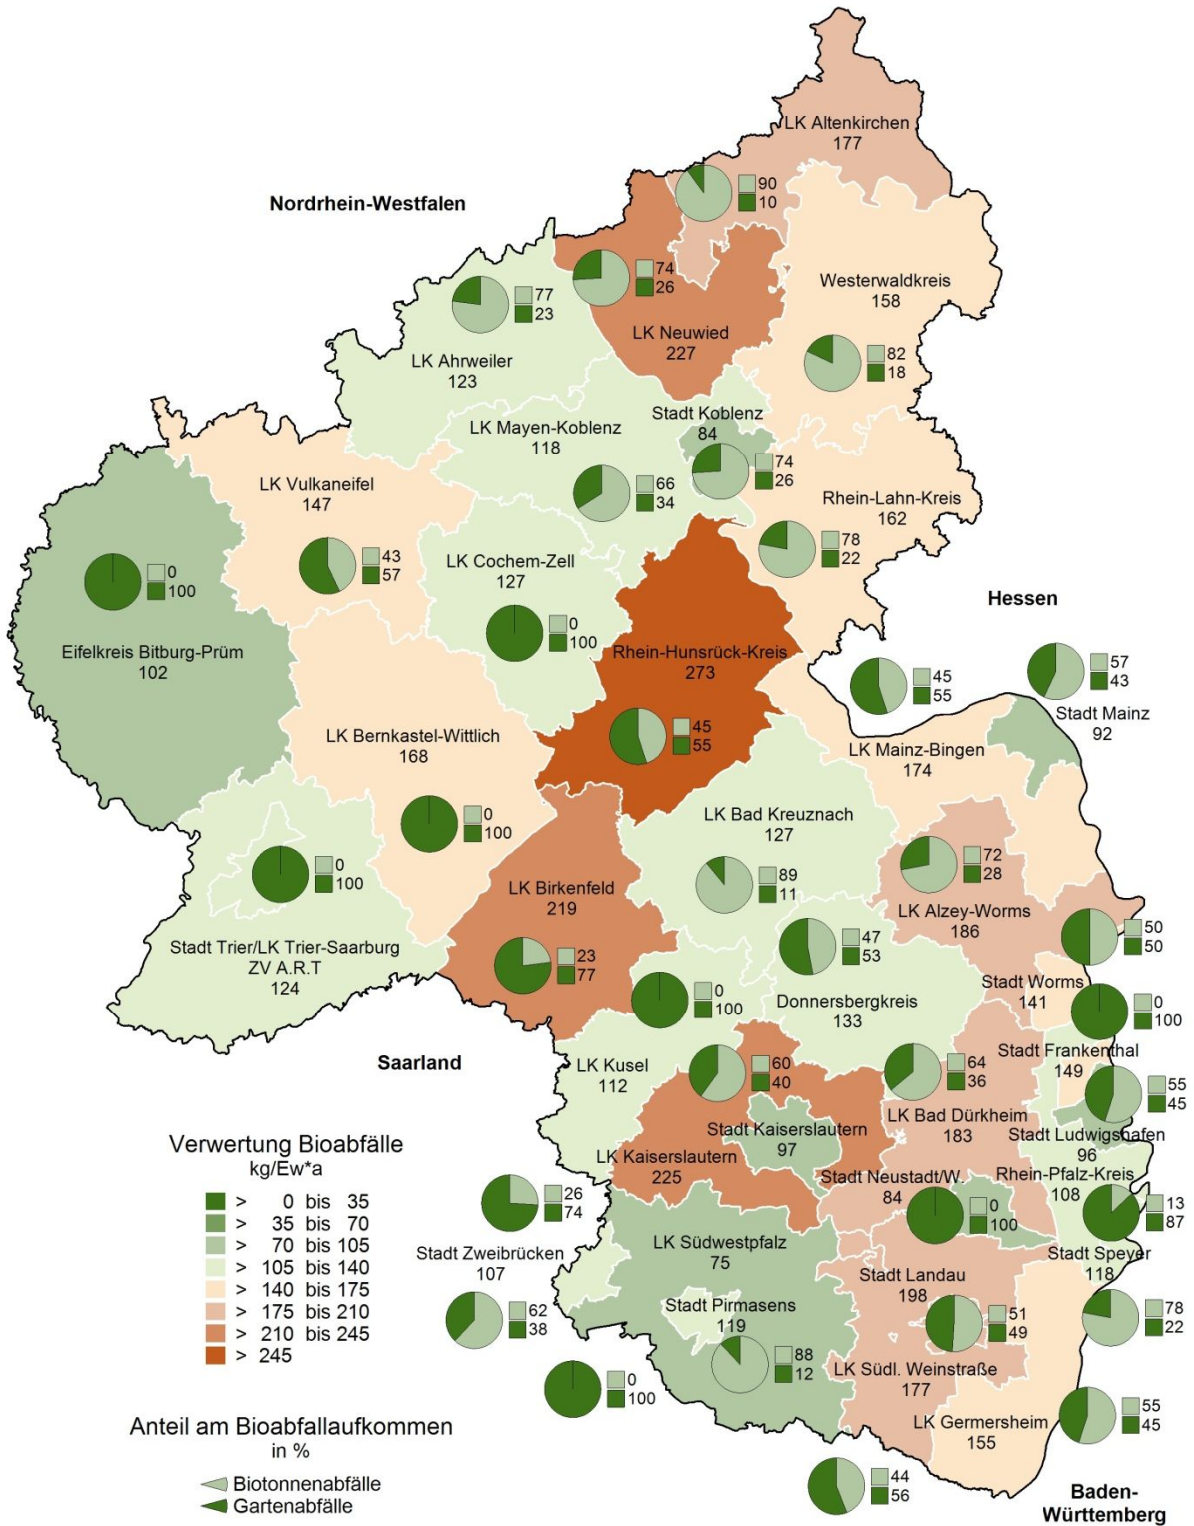 LK Altenkirchen
177
90
10
Nordrhein-Westfalen
74
26
Westerwaldkreis
158
77
23
LK Neuwied
227
82
18
LK Ahrweiler
123
Stadt Koblenz
84
LK Mayen-Koblenz
118
74
26
66
34
LK Vulkaneifel
147
Rhein-Lahn-Kreis
162
78
22
43
57
LK Cochem-Zell
127
0
100
Hessen
0
100
Eifelkreis Bitburg-Prüm
102
Rhein-Hunsrück-Kreis
273
45
55
57
43
Stadt Mainz
92
45
55
LK Bernkastel-Wittlich
168
LK Mainz-Bingen
174
0
100
LK Bad Kreuznach
127
0
100
89
11
72
28
LK Birkenfeld
219
LK Alzey-Worms
186
50
50
Stadt Trier/LK Trier-Saarburg
ZV A.R.T
124
23
77
47
53
Stadt Worms
141
0
100
Donnersbergkreis
133
0
100
Saarland
LK Kusel
112
60
40
64
36
Stadt Frankenthal
149
55
45
LK Bad Dürkheim
183
Stadt Kaiserslautern
97
Stadt Ludwigshafen
96
LK Kaiserslautern
225
Stadt Neustadt/W.
84
Rhein-Pfalz-Kreis
108
0
100
13
87
26
74
Stadt Zweibrücken
107
LK Südwestpfalz
75
Stadt Speyer
118
Stadt Landau
198
62
38
Stadt Pirmasens
119
51
49
78
22
88
12
LK Südl. Weinstraße
177
0
100
LK Germersheim
155
55
45
44
56
Baden-
Württemberg
Verwertung Bioabfälle
kg/Ew*a
> 0 bis 35
> 35 bis 70
> 70 bis 105
> 105 bis 140
> 140 bis 175
> 175 bis 210
> 210 bis 245
> 245
Anteil am Bioabfallaufkommen
in %
Biotonnenabfälle
Gartenabfälle